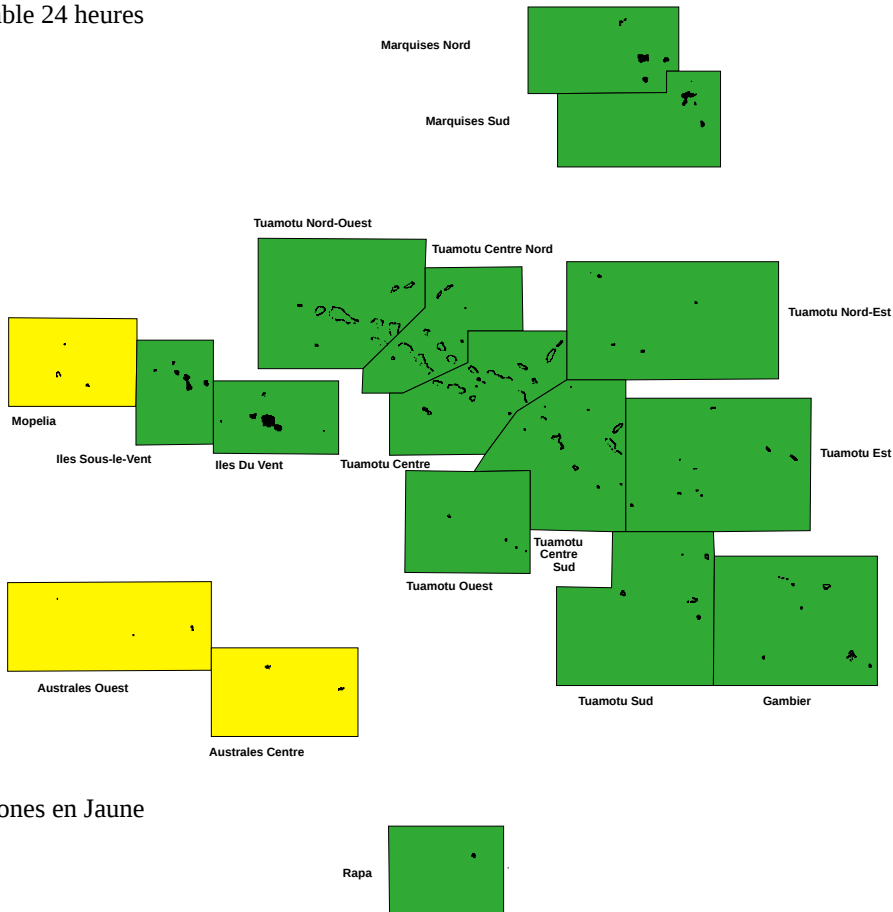 24 heures
Marquises Nord
Marquises Sud
Tuamotu Nord-Ouest
Tuamotu Centre Nord
Tuamotu Nord-Est
Mopelia
Iles Sous-le-Vent
Iles Du Vent
Tuamotu Centre
Tuamotu Est
Tuamotu
Centre
Sud
Tuamotu Ouest
Australes Ouest
Tuamotu Sud
Gambier
Australes Centre
en Jaune
Rapa